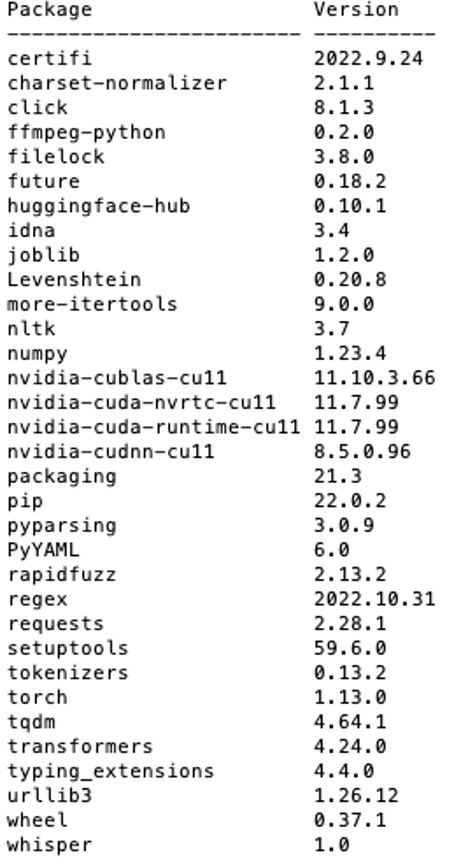 Package                  Version
------------------------ ----------
certifi                  2022.9.24
charset-normalizer       2.1.1
click                    8.1.3
ffmpeg-python            0.2.0
filelock                 3.8.0
future                   0.18.2
huggingface-hub          0.10.1
idna                     3.4
joblib                   1.2.0
Levenshtein              0.20.8
more-itertools           9.0.0
nltk                     3.7
numpy                    1.23.4
nvidia-cublas-cu11       11.10.3.66
nvidia-cuda-nvrtc-cu11   11.7.99
nvidia-cuda-runtime-cu11 11.7.99
nvidia-cudnn-cu11        8.5.0.96
packaging                21.3
pip                      22.0.2
pyparsing                3.0.9
PyYAML                   6.0
rapidfuzz                2.13.2
regex                    2022.10.31
requests                 2.28.1
setuptools               59.6.0
tokenizers               0.13.2
torch                    1.13.0
tqdm                     4.64.1
transformers             4.24.0
typing_extensions        4.4.0
urllib3                  1.26.12
wheel                    0.37.1
whisper                  1.0